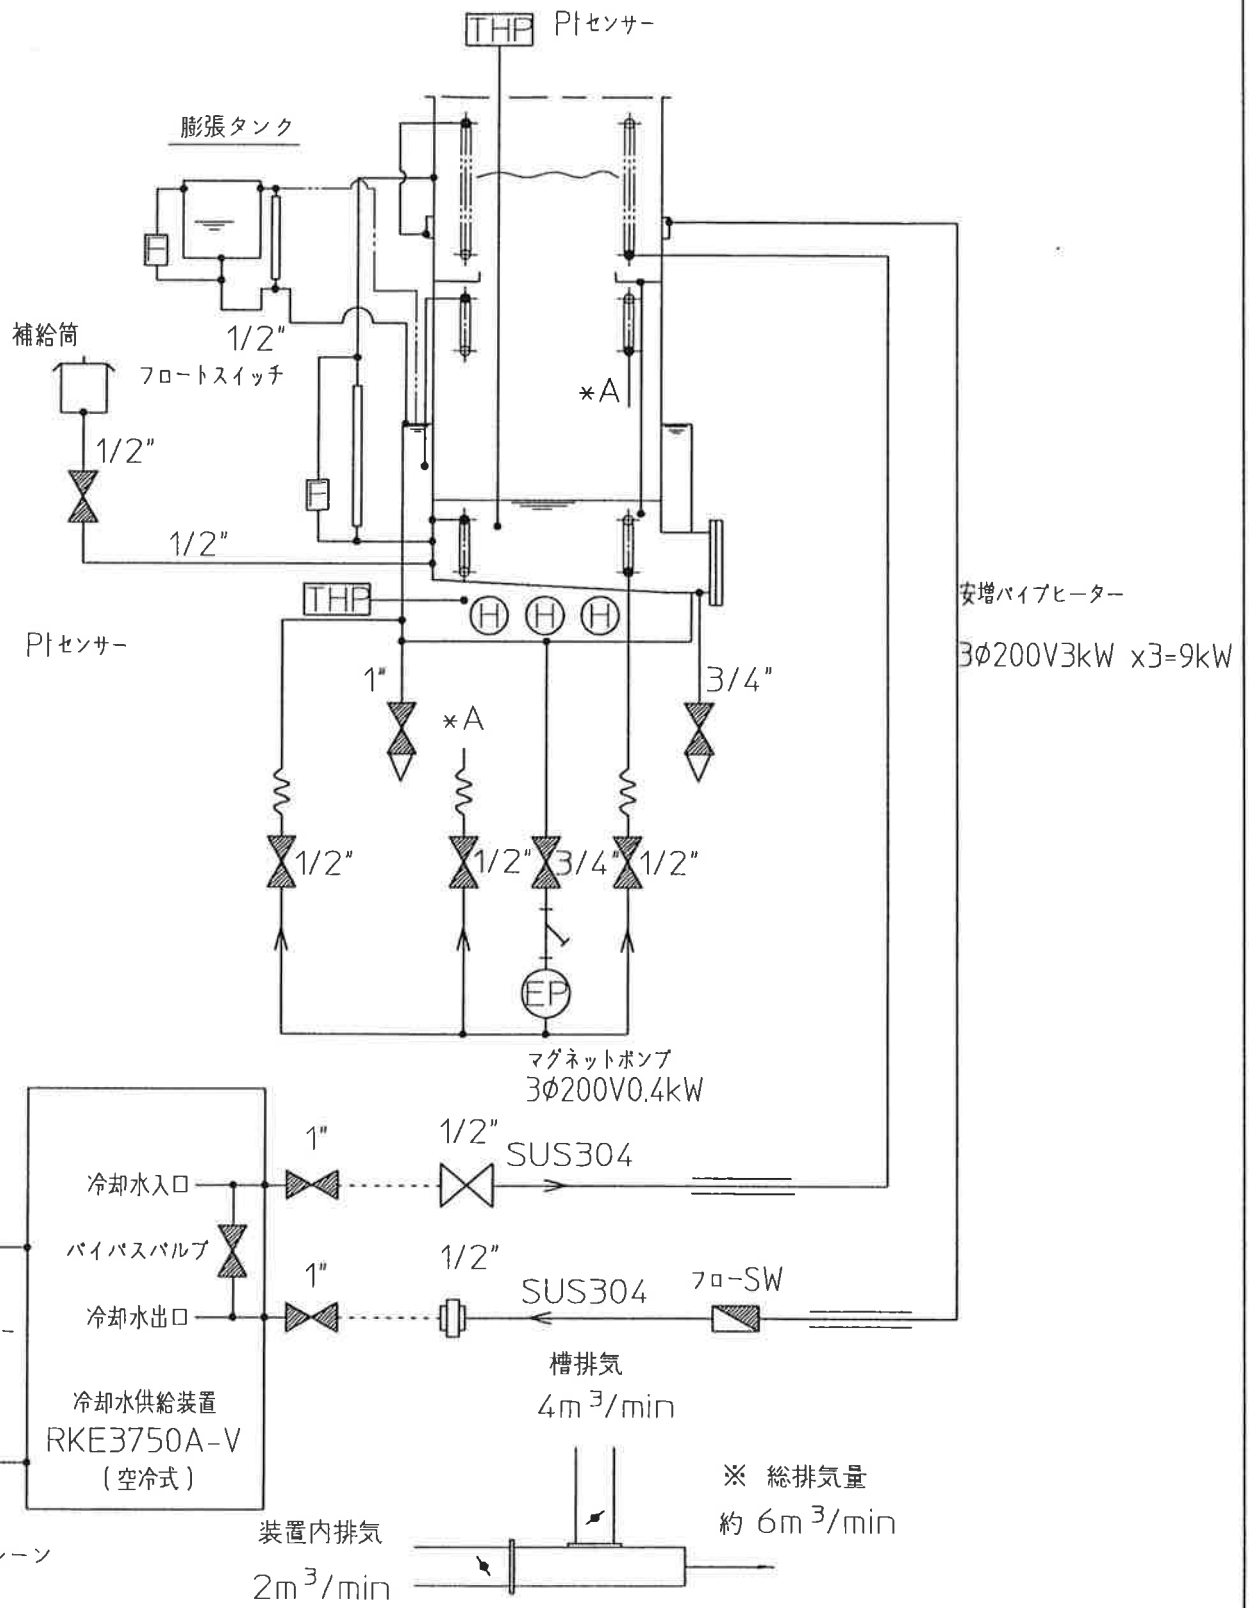 THP Ptセンサー
膨張タンク
F
1/2"
補給筒
フロートスイッチ
*A
1/2"
F
1/2"
THP
H H H
Ptセンサー
安増パイプヒーター
3φ200V3kW x3=9kW
1"
3/4"
*A
1/2" 1/2" 3/4" 1/2"
EP
マグネットポンプ
3φ200V0.4kW
1" 1/2" SUS304
冷却水入口
バイパスバルブ
1" 1/2" SUS304 フローSW
冷却水出口
冷却水供給装置
RKE3750A-V
(空冷式)
槽排気
4m³/min
※ 総排気量
約 6m³/min
装置内排気
2m³/min